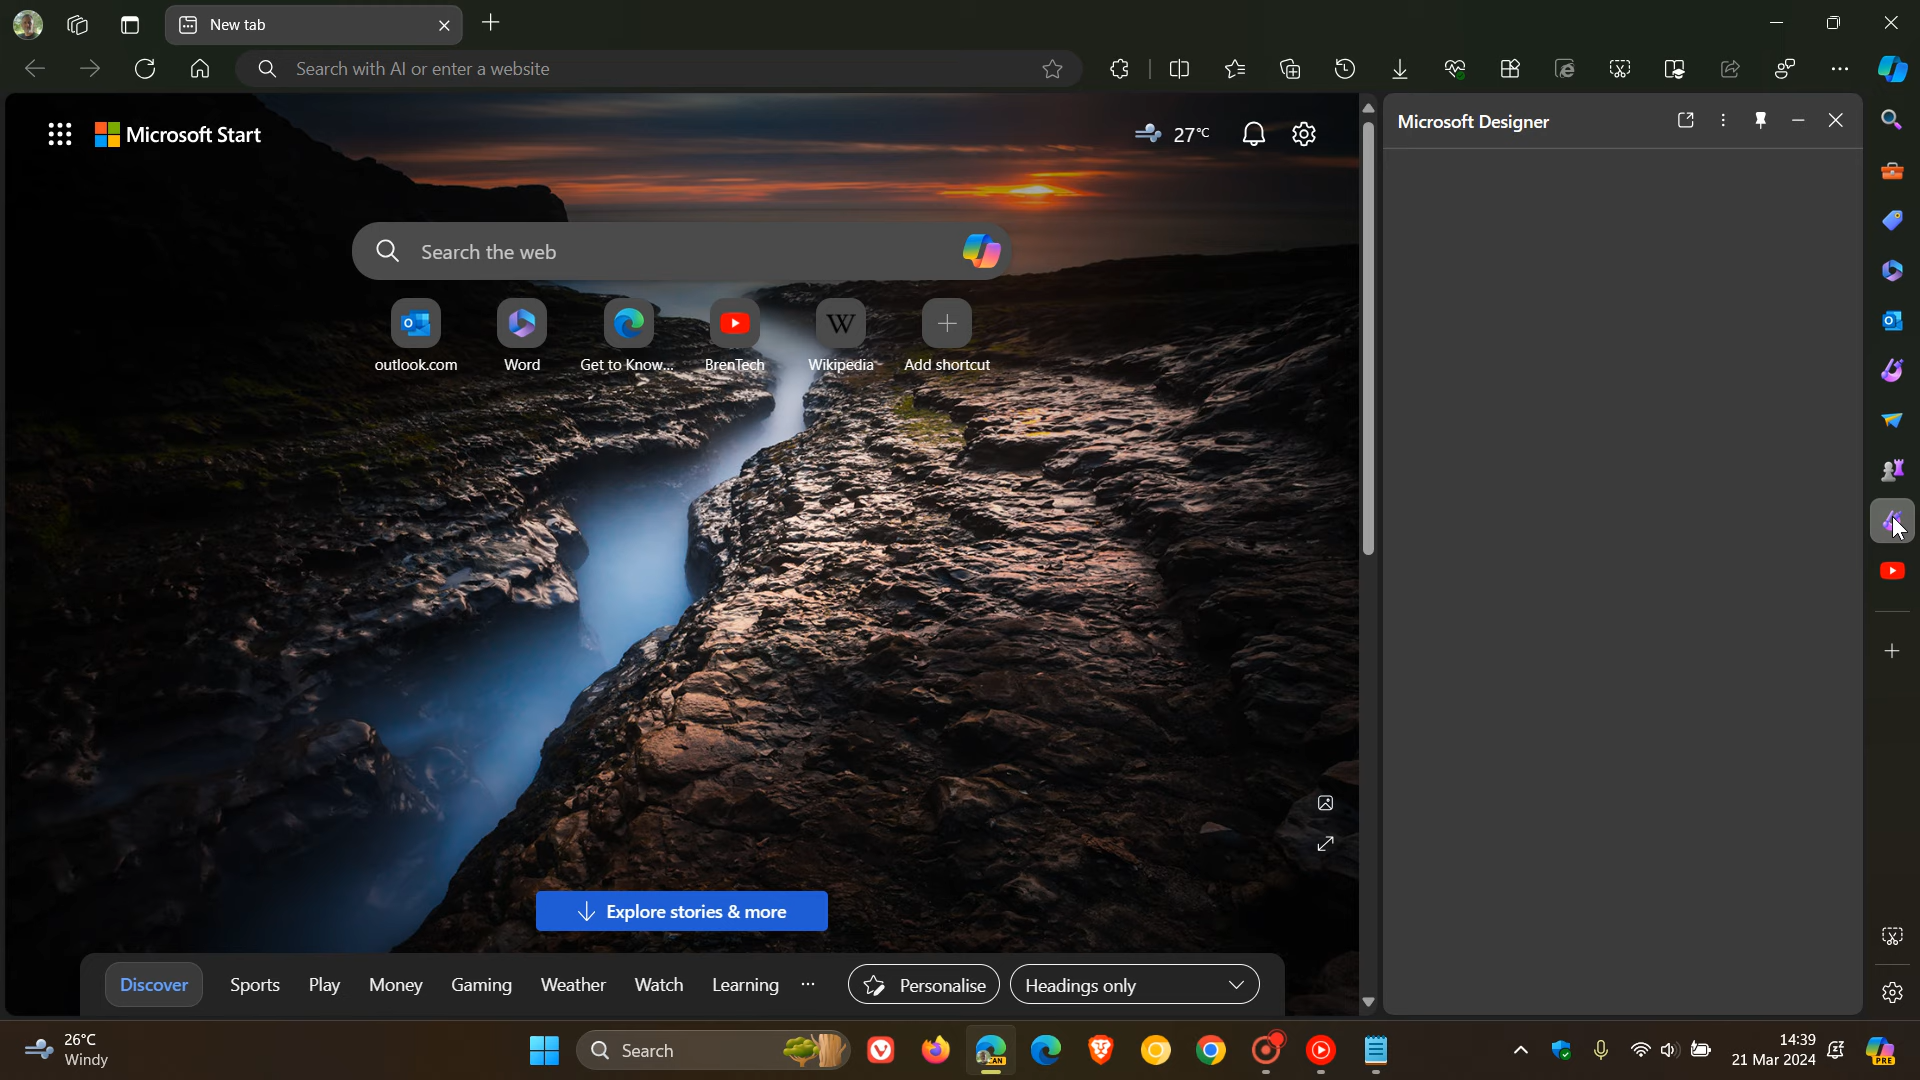 New tab
Search with AI or enter a website
Microsoft Start
27°C
Microsoft Designer
Search the web
outlook.com
Word
Get to Know...
BrenTech
W
Wikipedia
Add shortcut
Explore stories & more
Discover
Sports
Play
Money
Gaming
Weather
Watch
Learning
Personalise
Headings only
26°C
Windy
Search
CAN
14:39
21 Mar 2024
PRE